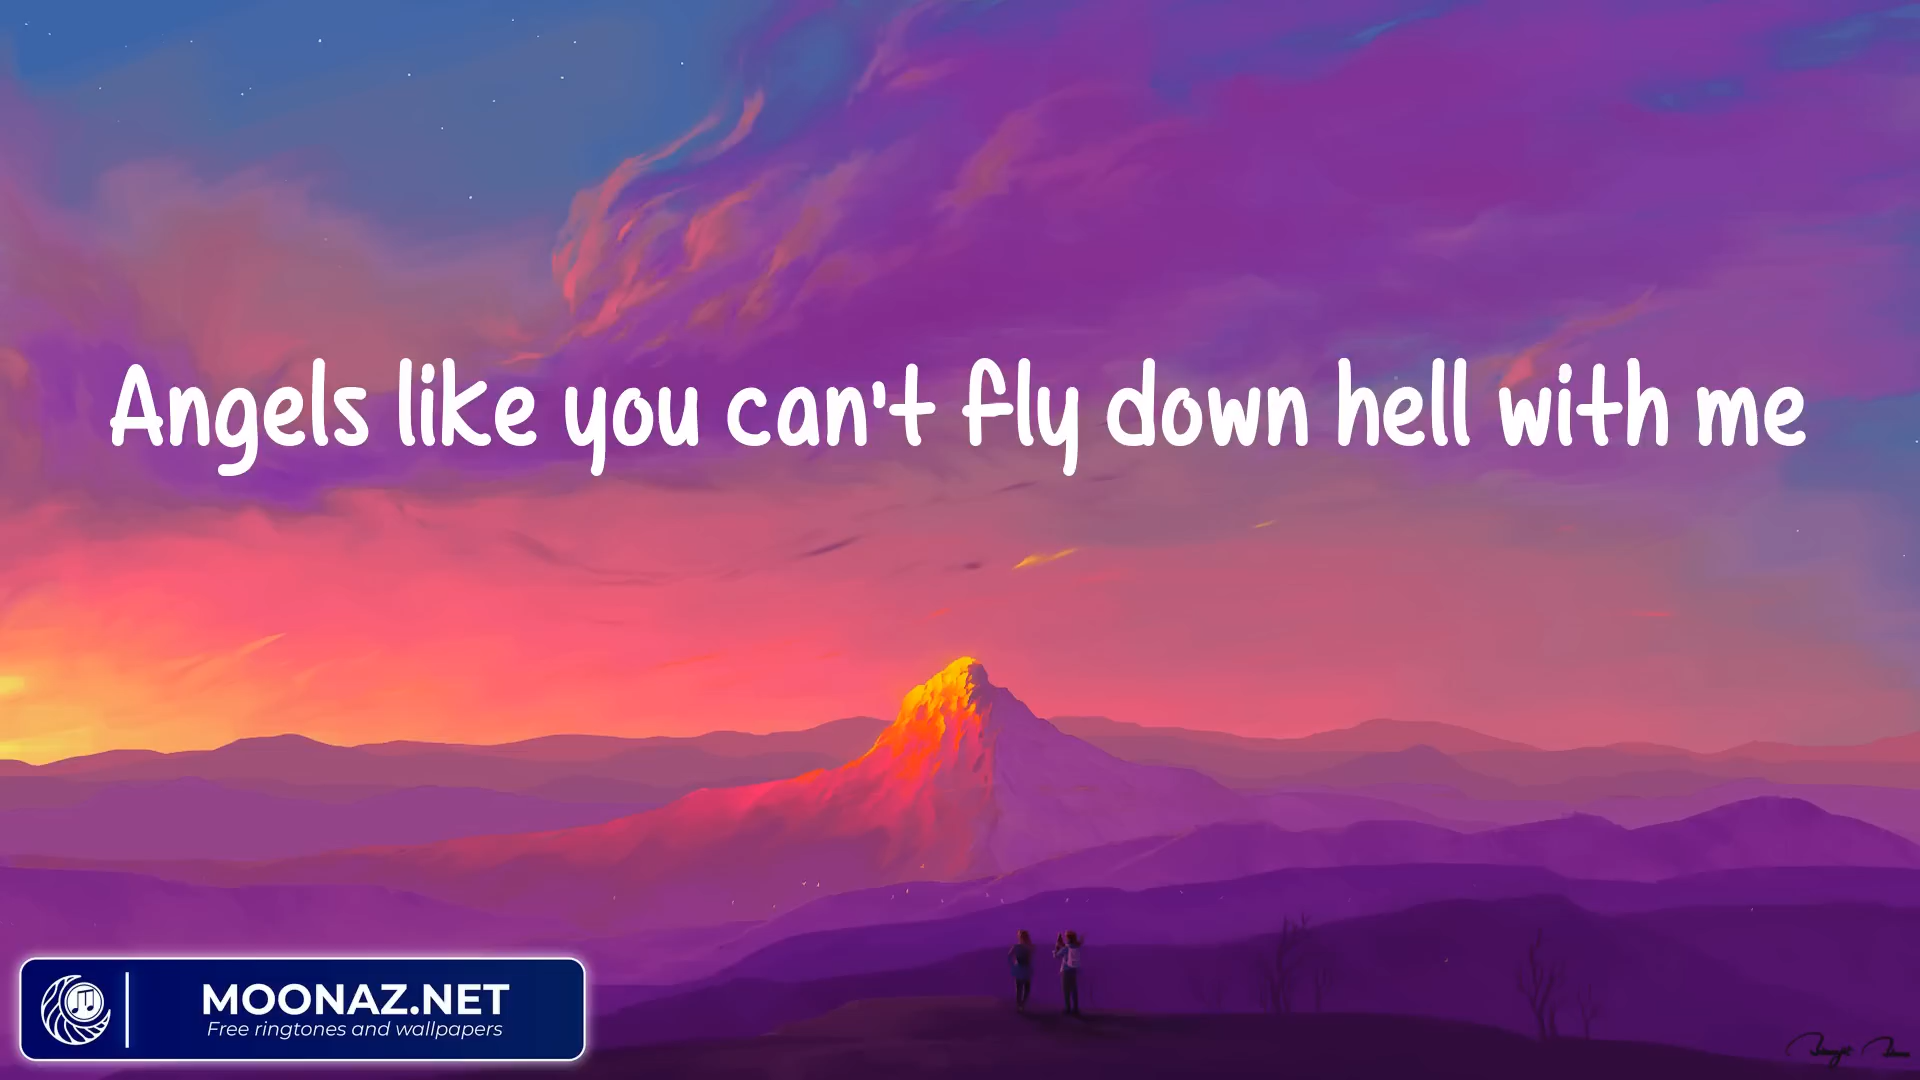 Angels like you can't fly down hell with me
MOONAZ.NET
Free ringtones and wallpapers